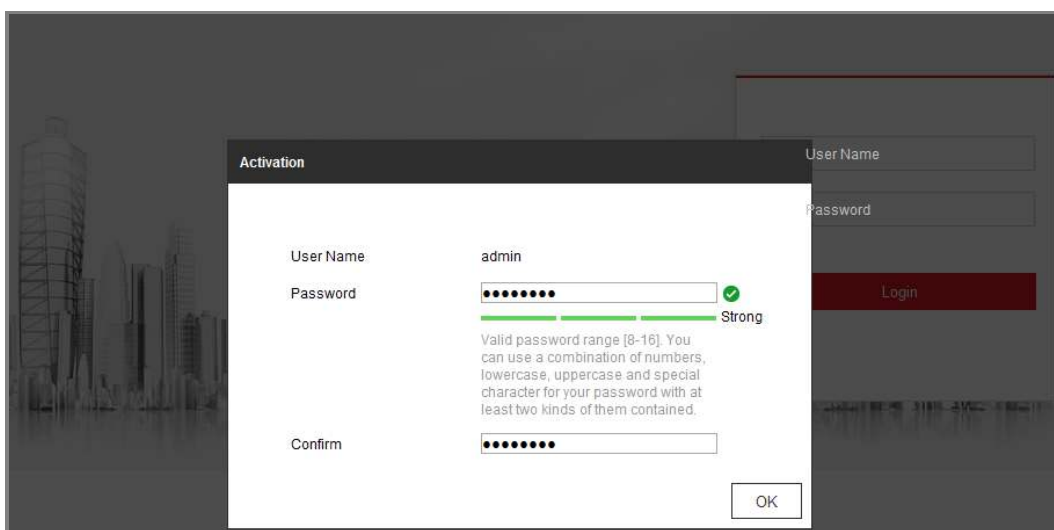 Activation
User Name
Password
Login
User Name admin
Password ●●●●●●●●
Strong
Valid password range [8-16]. You
can use a combination of numbers,
lowercase, uppercase and special
character for your password with at
least two kinds of them contained.
Confirm ●●●●●●●●
OK